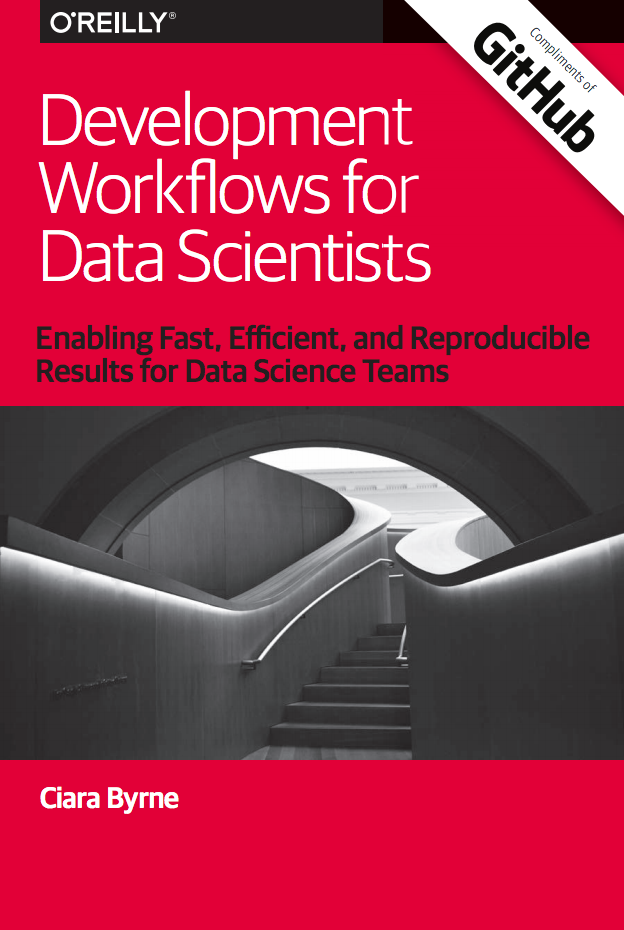 O'REILLY®
Compliments of
GitHub
Development
Workflows for
Data Scientists
Enabling Fast, Efficient, and Reproducible
Results for Data Science Teams
Ciara Byrne